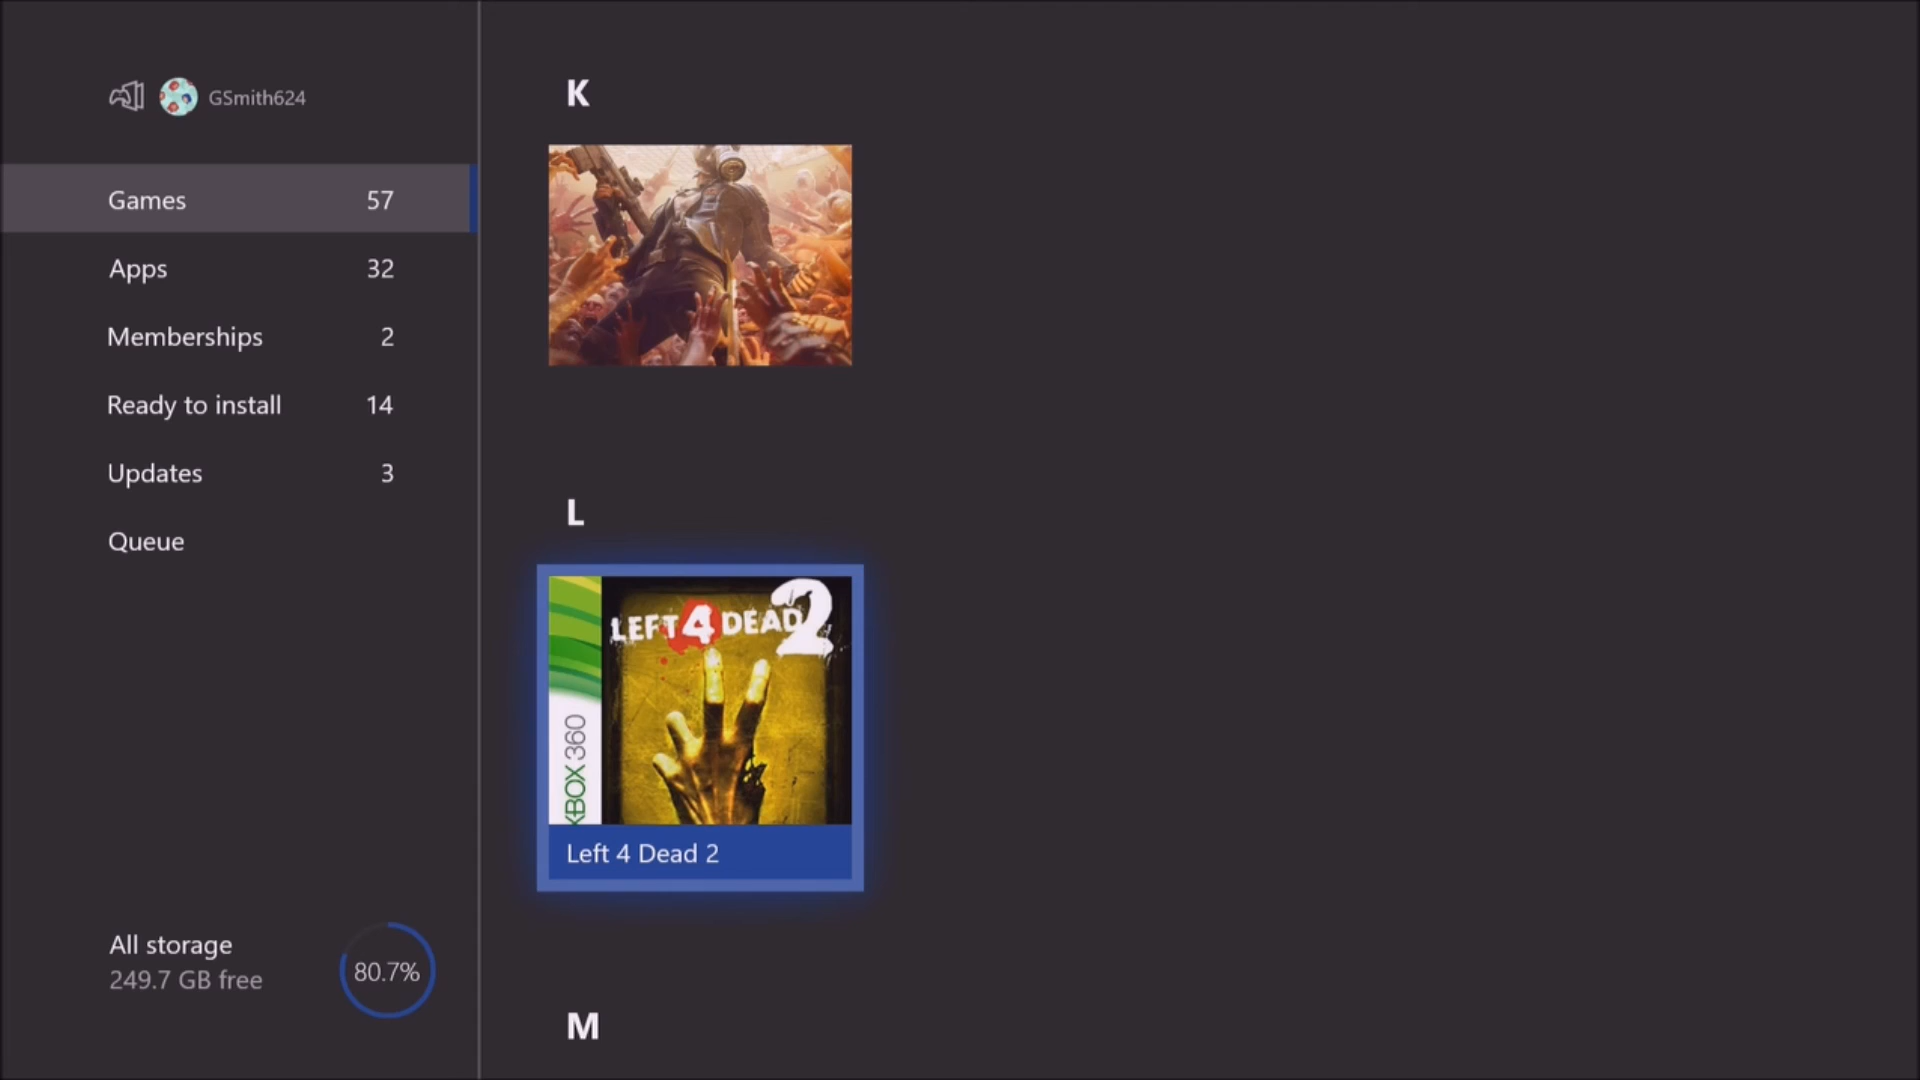 GSmith624
Games 57
Apps 32
Memberships 2
Ready to install 14
Updates 3
Queue
All storage
249.7 GB free
80.7%
K
L
LEFT 4 DEAD 2
XBOX 360
Left 4 Dead 2
M